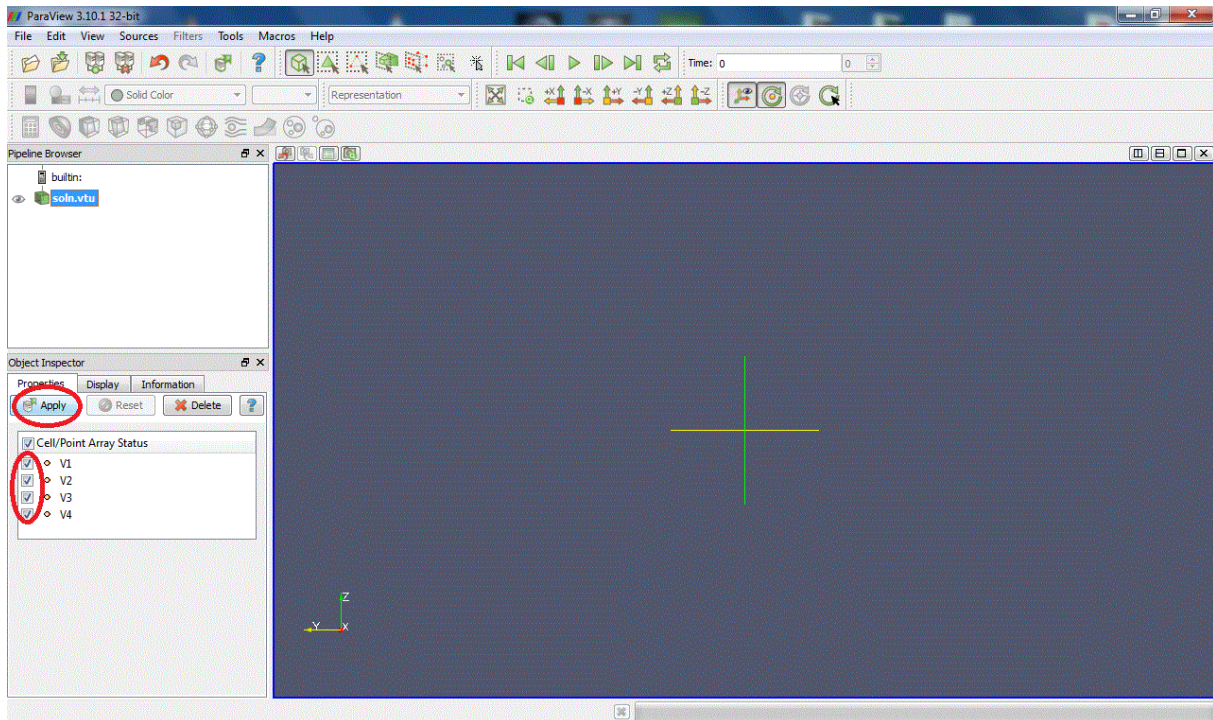 ParaView 3.10.1 32-bit
File Edit View Sources Filters Tools Macros Help
? Time: 0 0
Solid Color Representation +X -X +Y -Y +Z -Z
Pipeline Browser
builtin:
soln.vtu
Object Inspector
Properties Display Information
Apply Reset Delete ?
Cell/Point Array Status
V1
V2
V3
V4
Z
Y X